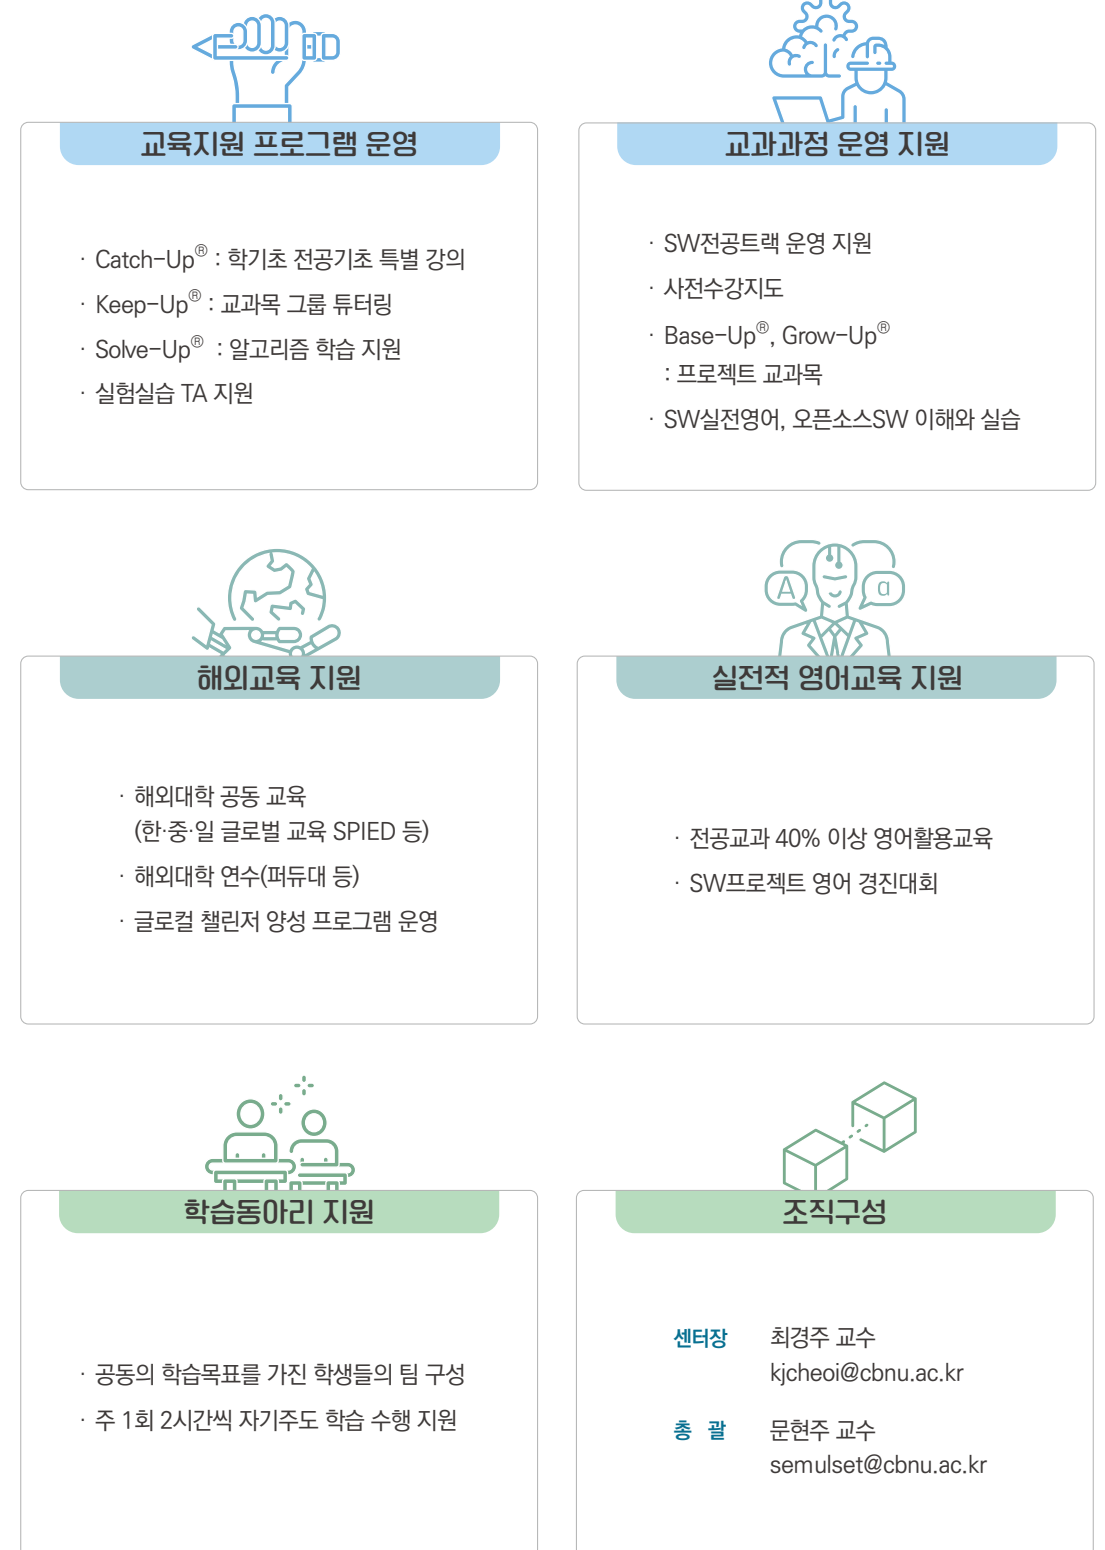 교육지원 프로그램 운영
· Catch-Up® : 학기초 전공기초 특별 강의
· Keep-Up® : 교과목 그룹 튜터링
· Solve-Up® : 알고리즘 학습 지원
· 실험실습 TA 지원
교과과정 운영 지원
· SW전공트랙 운영 지원
· 사전수강지도
· Base-Up®, Grow-Up®
: 프로젝트 교과목
· SW실전영어, 오픈소스SW 이해와 실습
해외교육 지원
· 해외대학 공동 교육
(한·중·일 글로벌 교육 SPIED 등)
· 해외대학 연수(퍼듀대 등)
· 글로컬 챌린저 양성 프로그램 운영
A
a
실전적 영어교육 지원
· 전공교과 40% 이상 영어활용교육
· SW프로젝트 영어 경진대회
학습동아리 지원
· 공동의 학습목표를 가진 학생들의 팀 구성
· 주 1회 2시간씩 자기주도 학습 수행 지원
조직구성
센터장 최경주 교수
kjcheoi@cbnu.ac.kr
총 괄 문현주 교수
semulset@cbnu.ac.kr